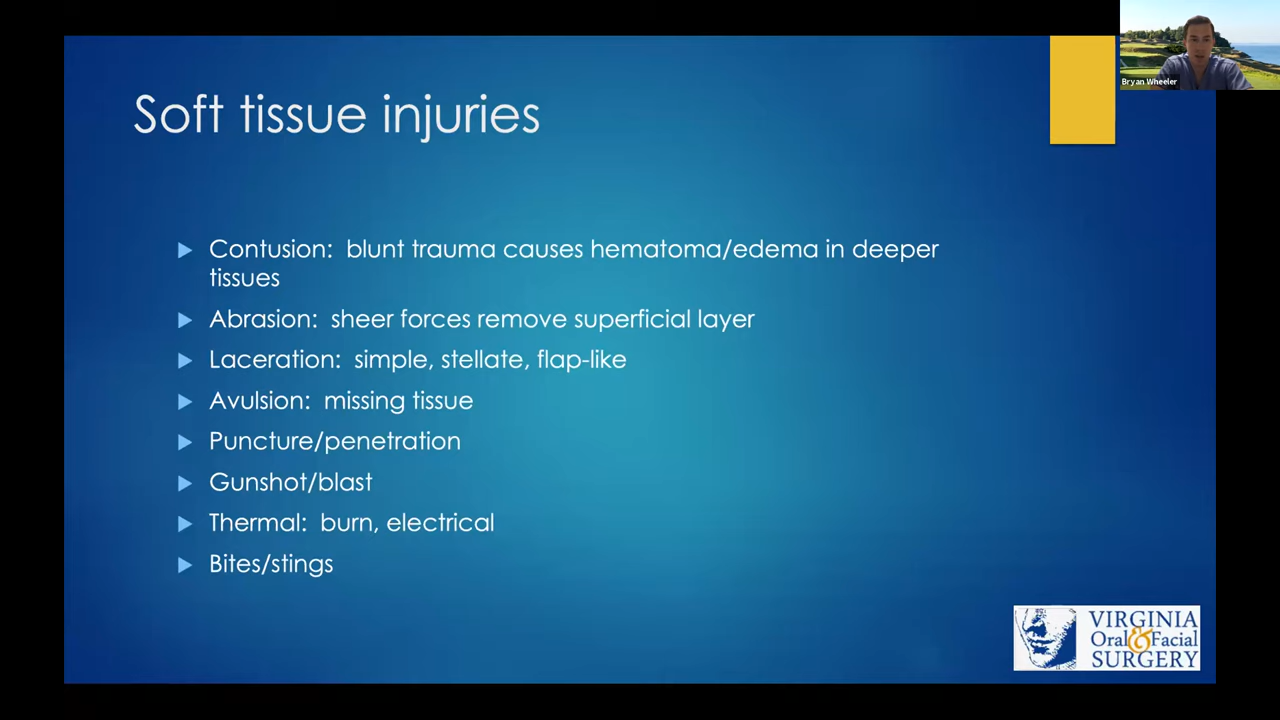 Bryan Wheeler
Soft tissue injuries
Contusion: blunt trauma causes hematoma/edema in deeper
tissues
Abrasion: sheer forces remove superficial layer
Laceration: simple, stellate, flap-like
Avulsion: missing tissue
Puncture/penetration
Gunshot/blast
Thermal: burn, electrical
Bites/stings
VIRGINIA
Oral & Facial
SURGERY